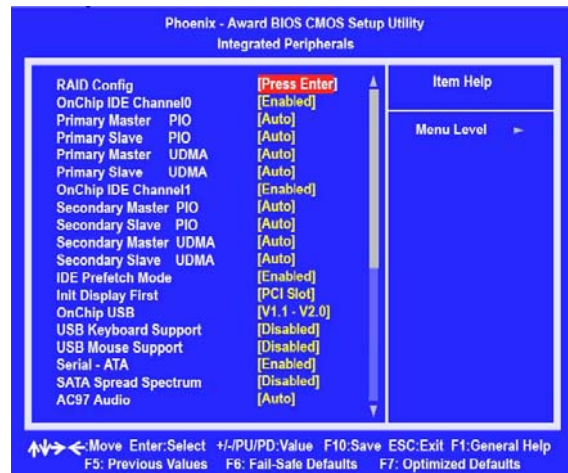 Phoenix - Award BIOS CMOS Setup Utility
Integrated Peripherals
RAID Config [Press Enter]
OnChip IDE Channel0 [Enabled]
Primary Master PIO [Auto]
Primary Slave PIO [Auto]
Primary Master UDMA [Auto]
Primary Slave UDMA [Auto]
OnChip IDE Channel1 [Enabled]
Secondary Master PIO [Auto]
Secondary Slave PIO [Auto]
Secondary Master UDMA [Auto]
Secondary Slave UDMA [Auto]
IDE Prefetch Mode [Enabled]
Init Display First [PCI Slot]
OnChip USB [V1.1 - V2.0]
USB Keyboard Support [Disabled]
USB Mouse Support [Disabled]
Serial - ATA [Enabled]
SATA Spread Spectrum [Disabled]
AC97 Audio [Auto]
Item Help
Menu Level ►
↑↓→←:Move Enter:Select +/-/PU/PD:Value F10:Save ESC:Exit F1:General Help
F5: Previous Values F6: Fail-Safe Defaults F7: Optimized Defaults